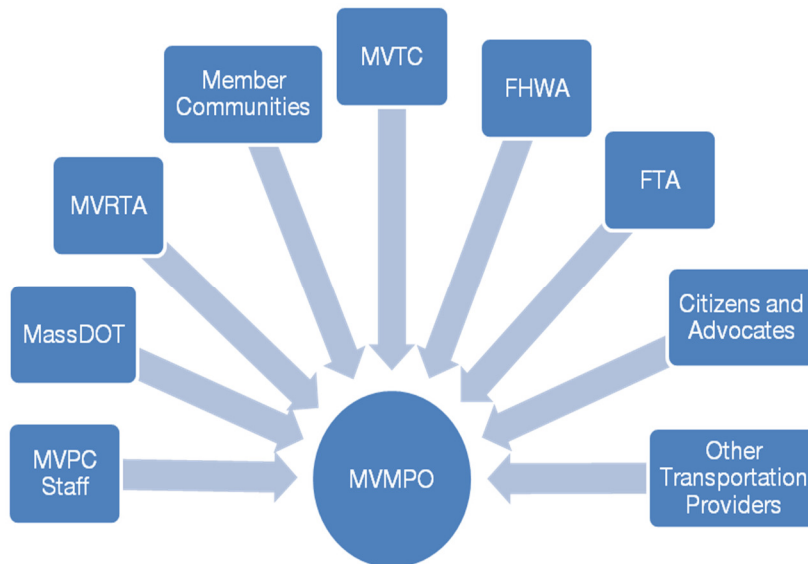 MVTC
Member
Communities
FHWA
FTA
MVRTA
MassDOT
Citizens and
Advocates
MVPC
Staff
MVMPO
Other
Transportation
Providers